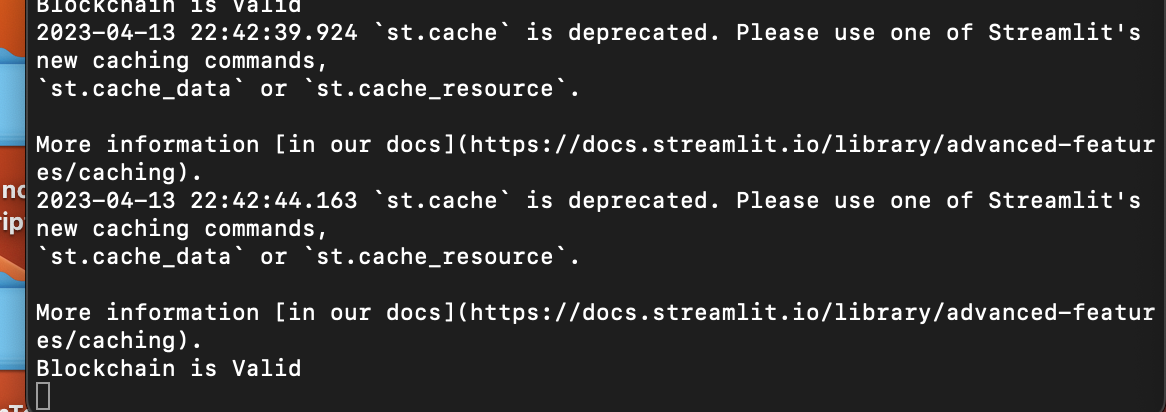 Blockchain is Valid
2023-04-13 22:42:39.924 `st.cache` is deprecated. Please use one of Streamlit's
new caching commands,
`st.cache_data` or `st.cache_resource`.
More information [in our docs](https://docs.streamlit.io/library/advanced-featur
es/caching).
2023-04-13 22:42:44.163 `st.cache` is deprecated. Please use one of Streamlit's
new caching commands,
`st.cache_data` or `st.cache_resource`.
More information [in our docs](https://docs.streamlit.io/library/advanced-featur
es/caching).
Blockchain is Valid